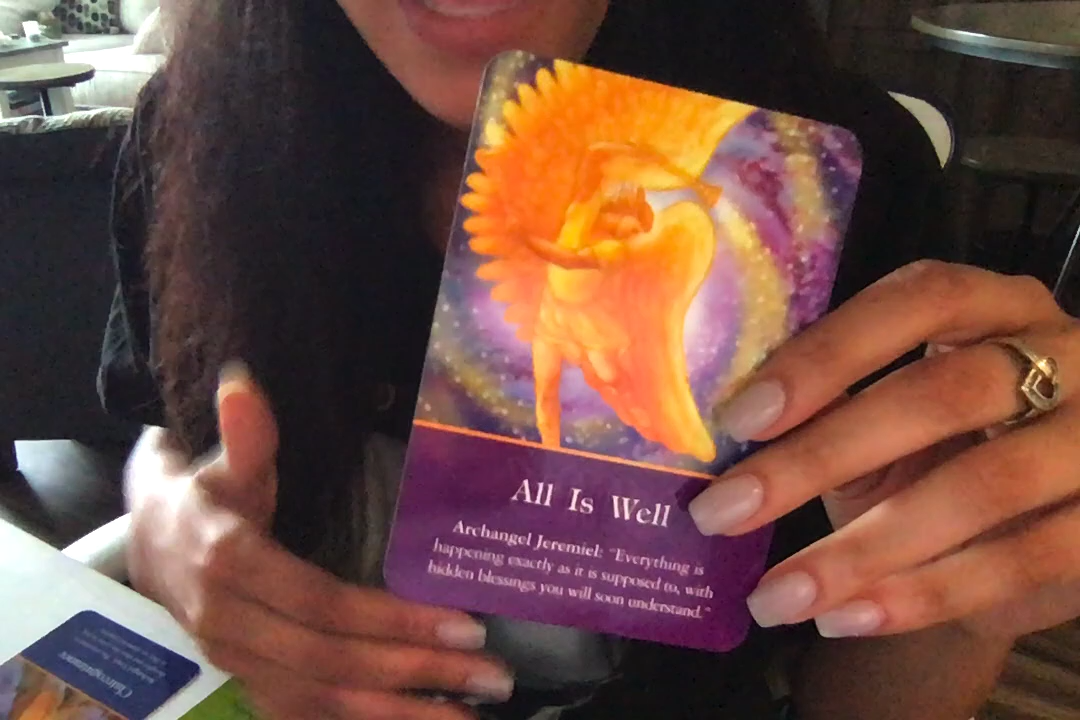 All Is Well
Archangel Jeremiel: "Everything is
happening exactly as it is supposed to, with
hidden blessings you will soon understand."
Claircognizance